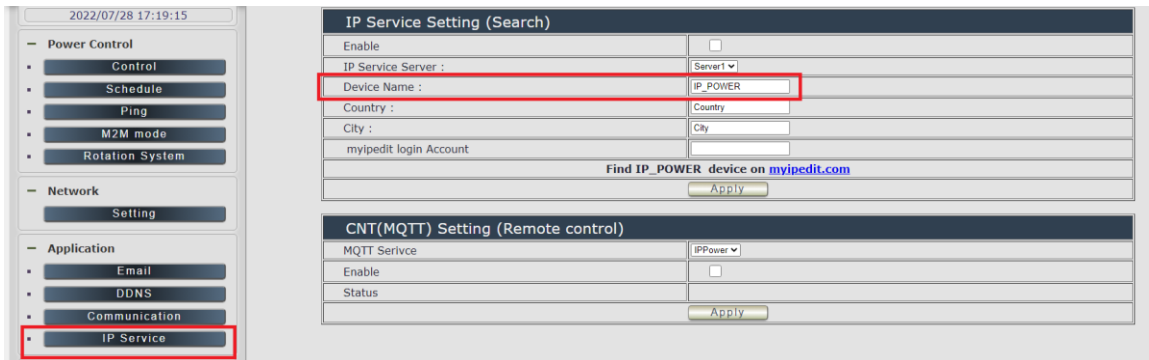 2022/07/28 17:19:15
Power Control
Control
Schedule
Ping
M2M mode
Rotation System
Network
Setting
Application
Email
DDNS
Communication
IP Service
IP Service Setting (Search)
Enable
IP Service Server : Server1
Device Name : IP_POWER
Country : Country
City : City
myipedit login Account
Find IP_POWER device on myipedit.com
Apply
CNT(MQTT) Setting (Remote control)
MQTT Serivce IPPower
Enable
Status
Apply